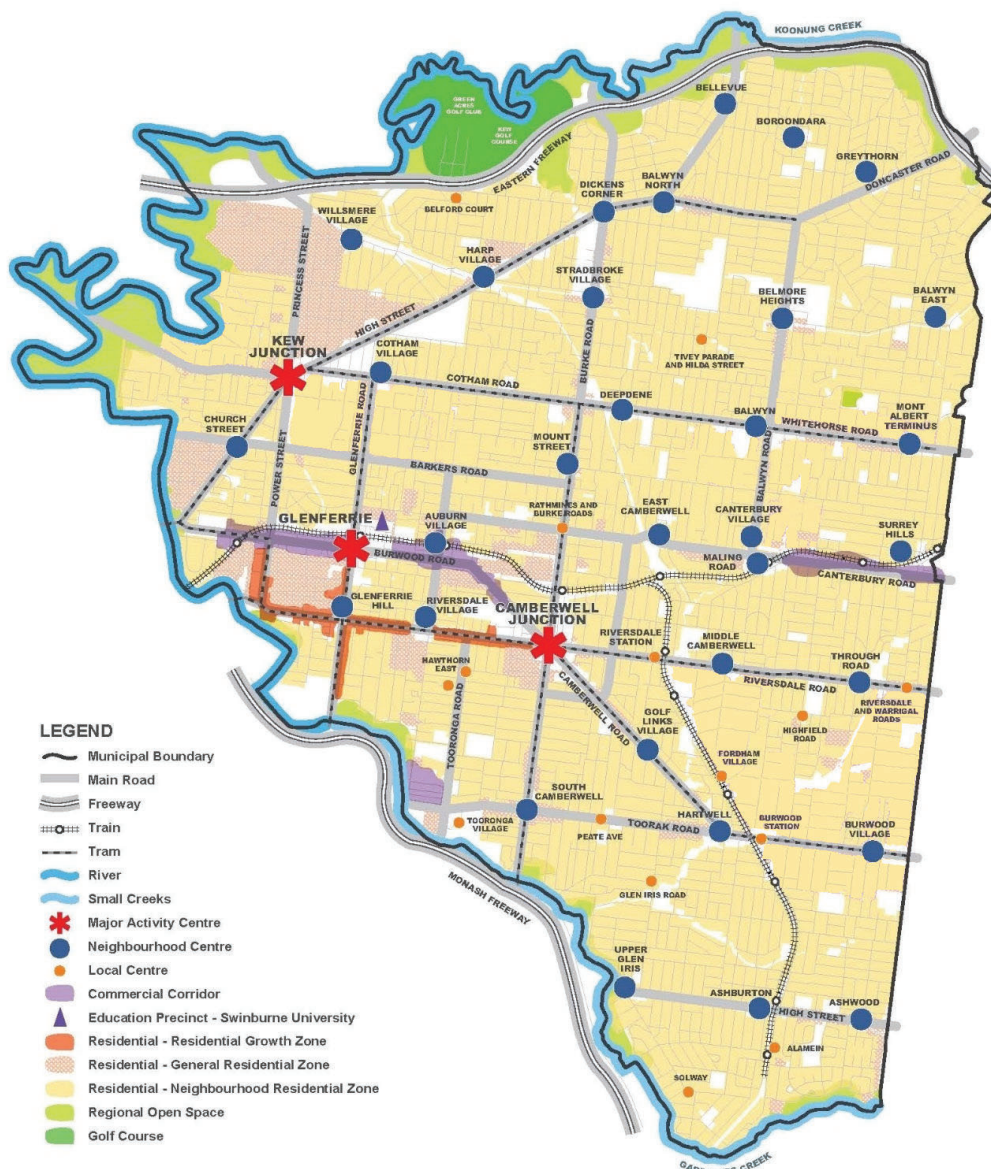 KOONUNG CREEK
GREEN
ACRES
GOLF CLUB
KEW
GOLF
COURSE
EASTERN FREEWAY
BELLEVUE
BOROONDARA
GREYTHORN
DONCASTER ROAD
BALWYN
NORTH
DICKENS
CORNER
BELFORD COURT
WILLSMERE
VILLAGE
HARP
VILLAGE
STRADBROKE
VILLAGE
BELMORE
HEIGHTS
BALWYN
EAST
PRINCESS STREET
HIGH STREET
BURKE ROAD
KEW
JUNCTION
COTHAM
VILLAGE
TIVEY PARADE
AND HILDA STREET
COTHAM ROAD
DEEPDENE
BALWYN
WHITEHORSE ROAD
MONT
ALBERT
TERMINUS
CHURCH
STREET
GLENFERRIE ROAD
POWER STREET
MOUNT
STREET
BARKERS ROAD
BALWYN ROAD
RATHMINES AND
BURKE ROADS
EAST
CAMBERWELL
CANTERBURY
VILLAGE
SURREY
HILLS
GLENFERRIE
AUBURN
VILLAGE
BURWOOD ROAD
MALING
ROAD
CANTERBURY ROAD
GLENFERRIE
HILL
RIVERSDALE
VILLAGE
CAMBERWELL
JUNCTION
RIVERSDALE
STATION
MIDDLE
CAMBERWELL
THROUGH
ROAD
RIVERSDALE ROAD
RIVERSDALE
AND WARRIGAL
ROADS
HAWTHORN
EAST
TOORONGA ROAD
CAMBERWELL ROAD
GOLF
LINKS
VILLAGE
HIGHFIELD
ROAD
FORDHAM
VILLAGE
SOUTH
CAMBERWELL
TOORONGA
VILLAGE
PEATE AVE
TOORAK ROAD
HARTWELL
BURWOOD
STATION
BURWOOD
VILLAGE
MONASH FREEWAY
GLEN IRIS ROAD
UPPER
GLEN
IRIS
ASHBURTON
HIGH STREET
ASHWOOD
ALAMEIN
SOLWAY
LEGEND
Municipal Boundary
Main Road
Freeway
Train
Tram
River
Small Creeks
Major Activity Centre
Neighbourhood Centre
Local Centre
Commercial Corridor
Education Precinct - Swinburne University
Residential - Residential Growth Zone
Residential - General Residential Zone
Residential - Neighbourhood Residential Zone
Regional Open Space
Golf Course
CREEK